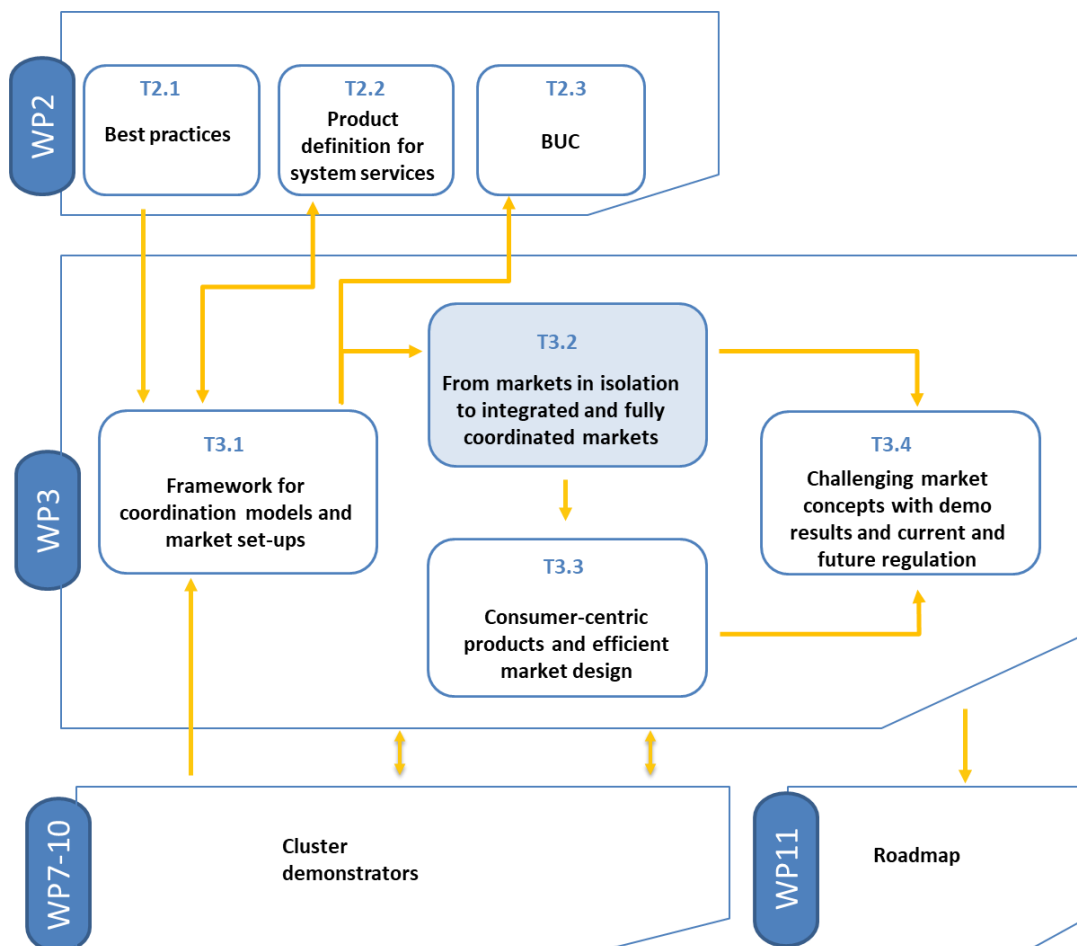 WP2
T2.1
Best practices
T2.2
Product
definition for
system services
T2.3
BUC
WP3
T3.1
Framework for
coordination models and
market set-ups
T3.2
From markets in isolation
to integrated and fully
coordinated markets
T3.3
Consumer-centric
products and efficient
market design
T3.4
Challenging market
concepts with demo
results and current and
future regulation
WP7-10
Cluster
demonstrators
WP11
Roadmap